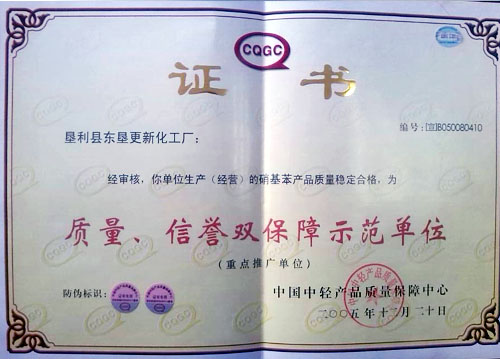 CQGC
证书
编号：[宜]B050080410
垦利县东垦更新化工厂：
经审核，你单位生产（经营）的硝基苯产品质量稳定合格，为
质量、信誉双保障示范单位
（重点推广单位）
防伪标识：
中国中轻产品质量保障中心
二00五年十二月二十日